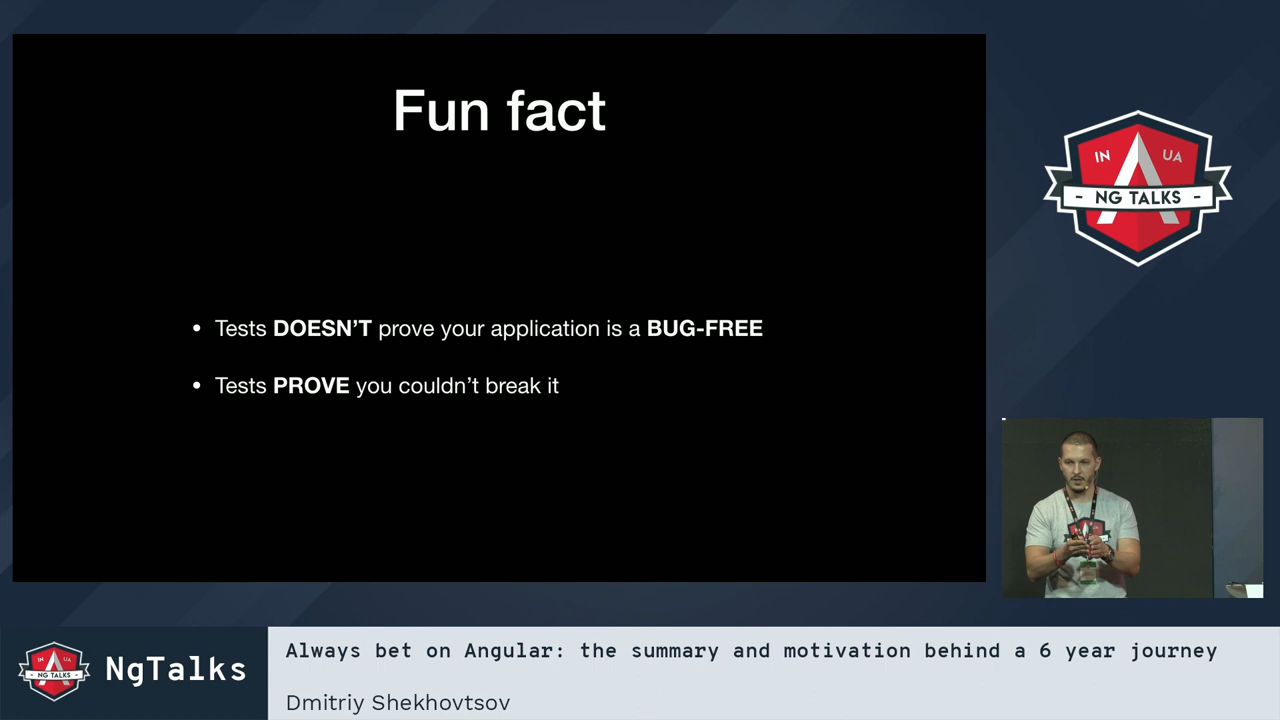 Fun fact
• Tests DOESN’T prove your application is a BUG-FREE
• Tests PROVE you couldn’t break it
IN UA
- NG TALKS -
IN UA
- NG TALKS -
NgTalks
Always bet on Angular: the summary and motivation behind a 6 year journey
Dmitriy Shekhovtsov